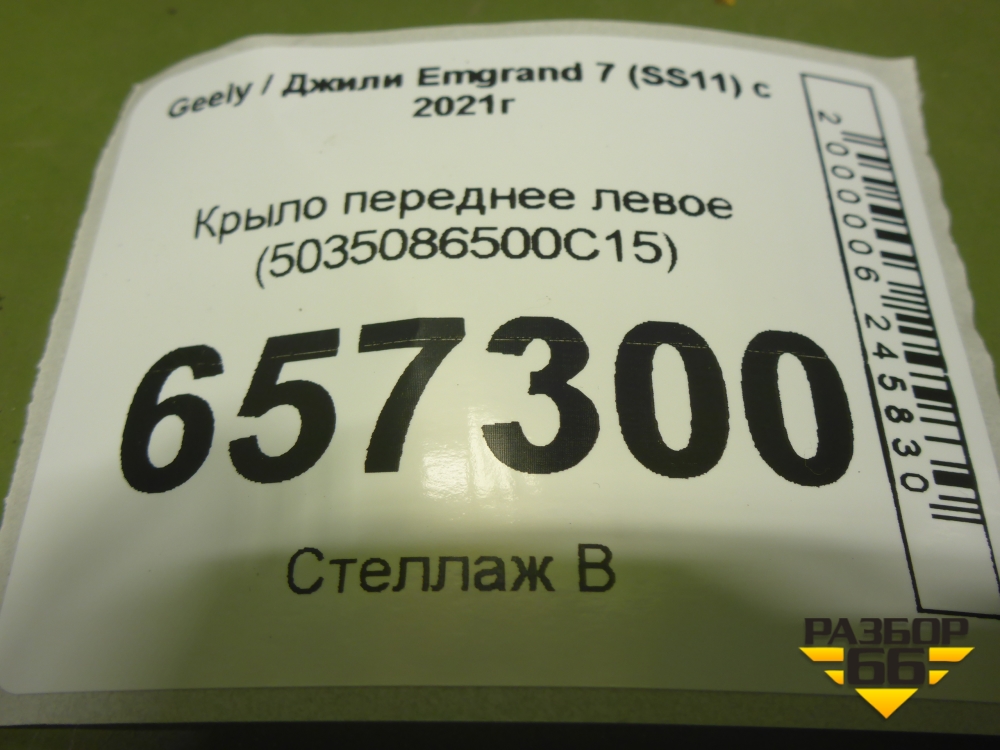 Geely / Джили Emgrand 7 (SS11) с
2021г
Крыло переднее левое
(5035086500C15)
657300
Стеллаж В
2000006245830
РАЗБОР
66